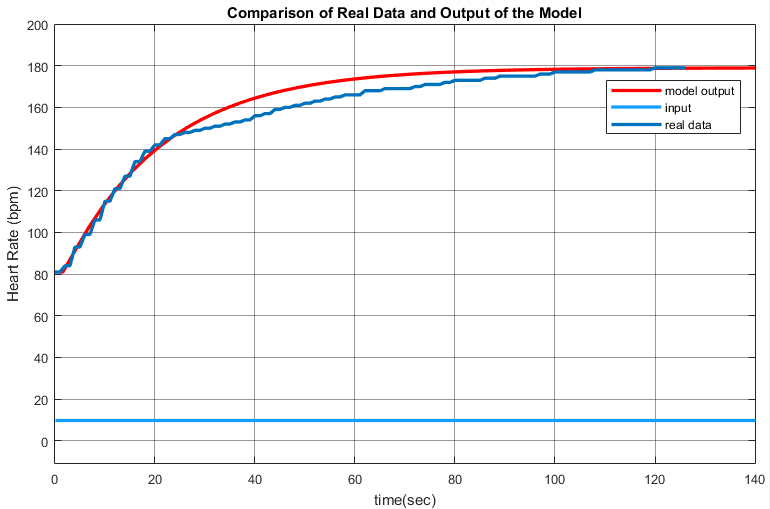 Comparison of Real Data and Output of the Model
200
180
160
140
120
100
80
60
40
20
0
Heart Rate (bpm)
model output
input
real data
0 20 40 60 80 100 120 140
time(sec)